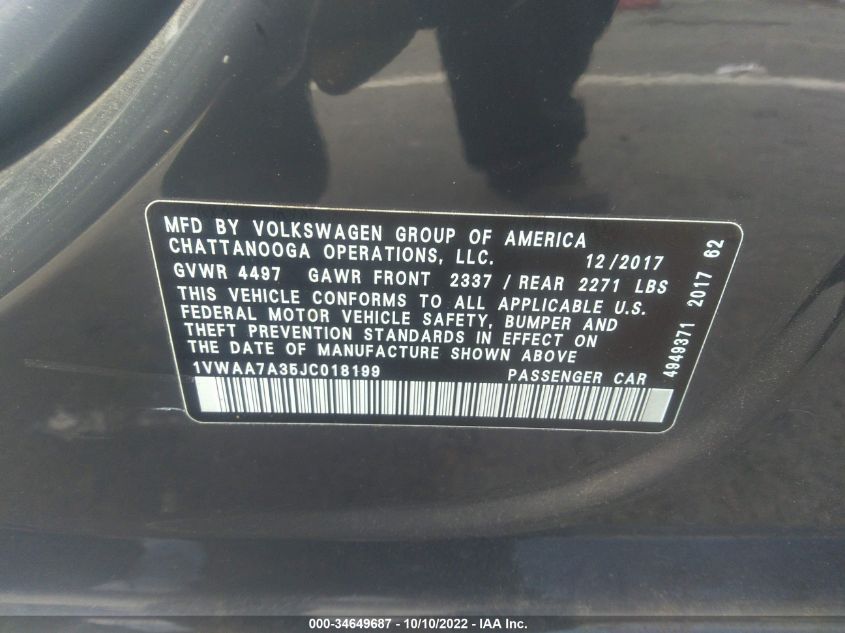 MFD BY VOLKSWAGEN GROUP OF AMERICA
CHATTANOOGA OPERATIONS, LLC. 12/2017
GVWR 4497 GAWR FRONT 2337 / REAR 2271 LBS
THIS VEHICLE CONFORMS TO ALL APPLICABLE U.S.
FEDERAL MOTOR VEHICLE SAFETY, BUMPER AND
THEFT PREVENTION STANDARDS IN EFFECT ON
THE DATE OF MANUFACTURE SHOWN ABOVE
1VWAA7A35JC018199 PASSENGER CAR
4949371 2017 62
000-34649687 - 10/10/2022 - IAA Inc.